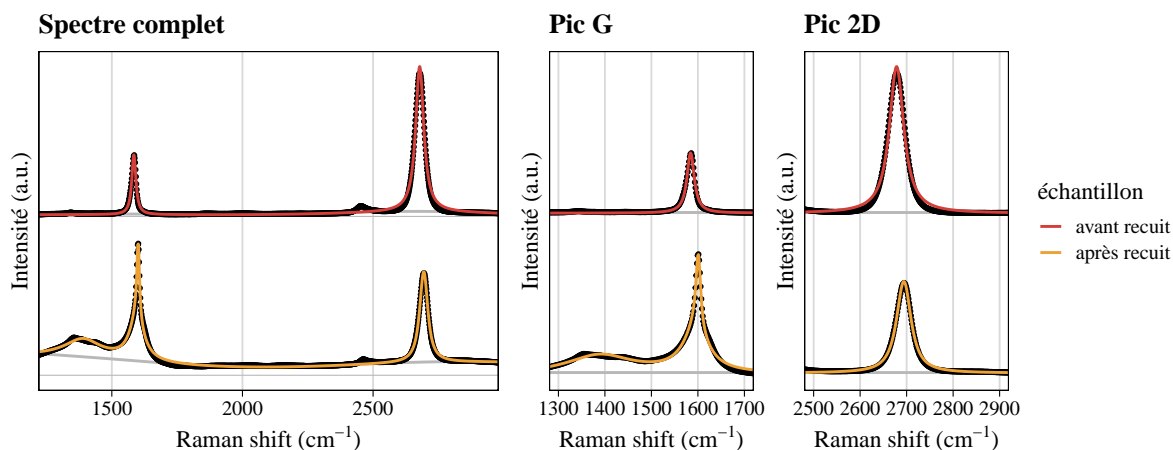 Spectre complet
Pic G
Pic 2D
Intensité (a.u.)
Intensité (a.u.)
Intensité (a.u.)
1500
2000
2500
1300
1400
1500
1600
1700
2500
2600
2700
2800
2900
Raman shift (cm⁻¹)
Raman shift (cm⁻¹)
Raman shift (cm⁻¹)
échantillon
avant recuit
après recuit